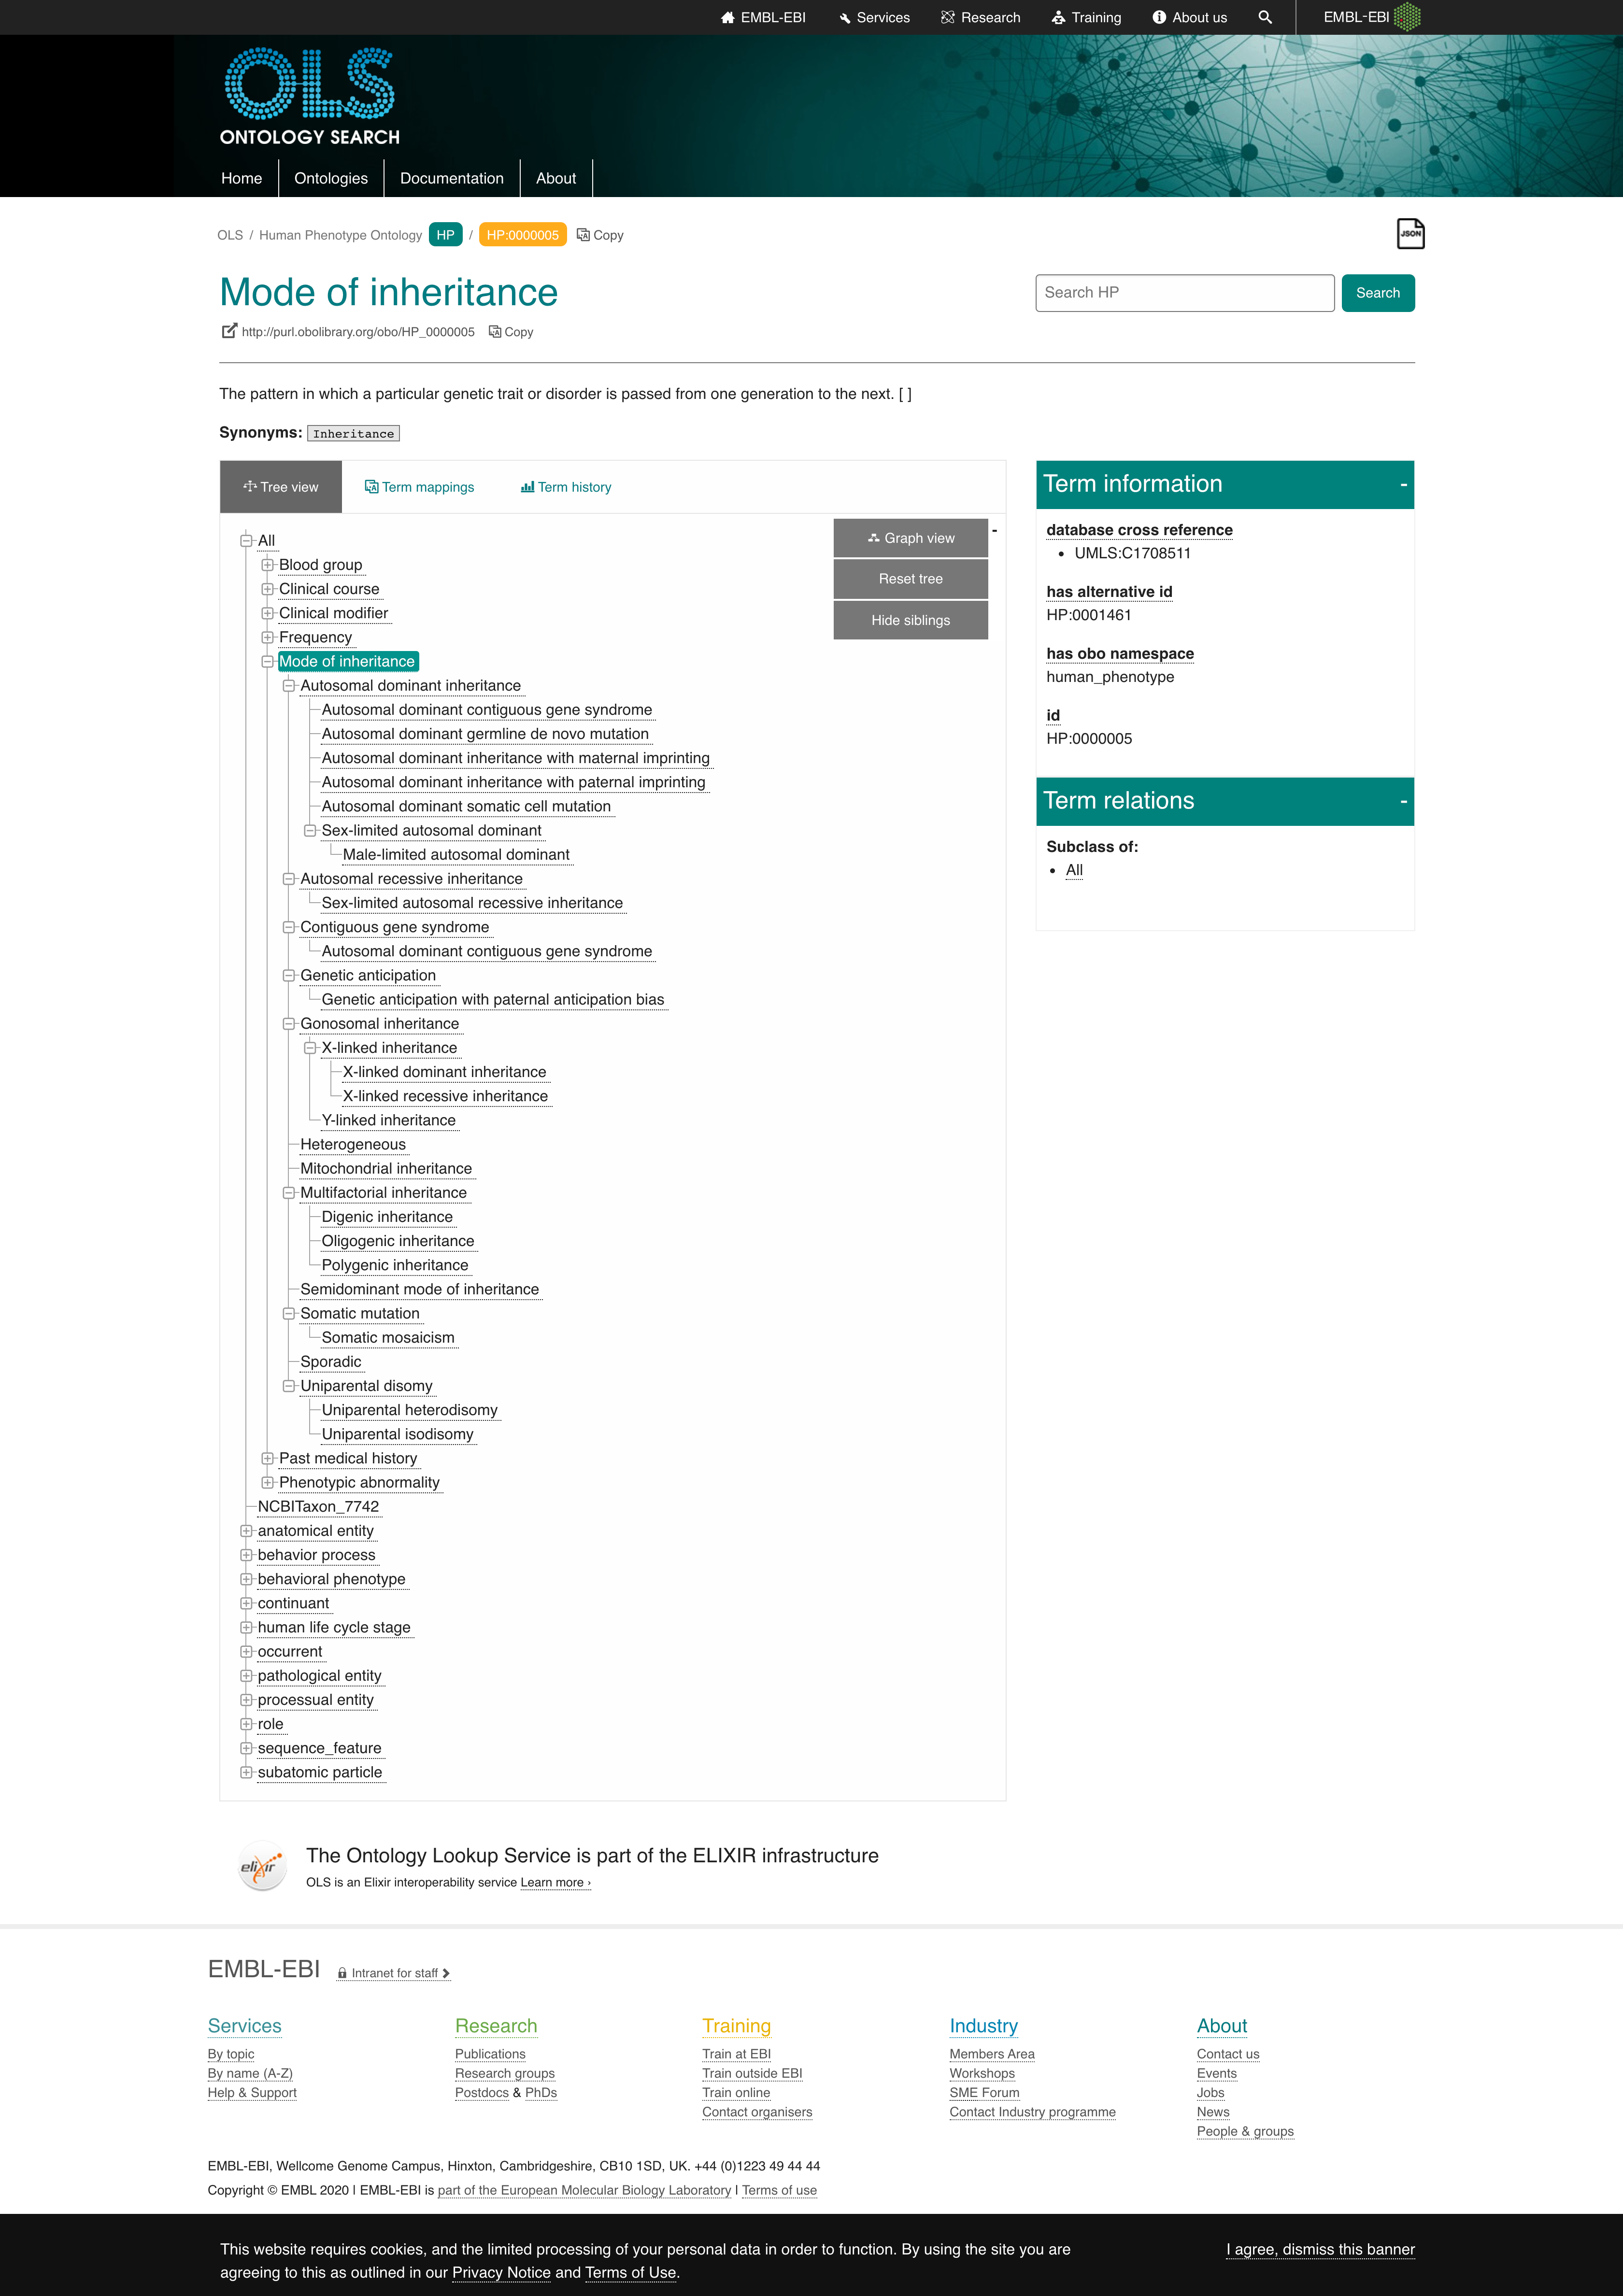 EMBL-EBI Services Research Training About us EMBL-EBI
OLS
ONTOLOGY SEARCH
Home Ontologies Documentation About
OLS / Human Phenotype Ontology HP / HP:0000005 Copy
JSON
Mode of inheritance
Search HP Search
http://purl.obolibrary.org/obo/HP_0000005 Copy
The pattern in which a particular genetic trait or disorder is passed from one generation to the next. [ ]
Synonyms: Inheritance
Tree view Term mappings Term history
Graph view -
Reset tree
Hide siblings
All
Blood group
Clinical course
Clinical modifier
Frequency
Mode of inheritance
Autosomal dominant inheritance
Autosomal dominant contiguous gene syndrome
Autosomal dominant germline de novo mutation
Autosomal dominant inheritance with maternal imprinting
Autosomal dominant inheritance with paternal imprinting
Autosomal dominant somatic cell mutation
Sex-limited autosomal dominant
Male-limited autosomal dominant
Autosomal recessive inheritance
Sex-limited autosomal recessive inheritance
Contiguous gene syndrome
Autosomal dominant contiguous gene syndrome
Genetic anticipation
Genetic anticipation with paternal anticipation bias
Gonosomal inheritance
X-linked inheritance
X-linked dominant inheritance
X-linked recessive inheritance
Y-linked inheritance
Heterogeneous
Mitochondrial inheritance
Multifactorial inheritance
Digenic inheritance
Oligogenic inheritance
Polygenic inheritance
Semidominant mode of inheritance
Somatic mutation
Somatic mosaicism
Sporadic
Uniparental disomy
Uniparental heterodisomy
Uniparental isodisomy
Past medical history
Phenotypic abnormality
NCBITaxon_7742
anatomical entity
behavior process
behavioral phenotype
continuant
human life cycle stage
occurrent
pathological entity
processual entity
role
sequence_feature
subatomic particle
Term information -
database cross reference
• UMLS:C1708511
has alternative id
HP:0001461
has obo namespace
human_phenotype
id
HP:0000005
Term relations -
Subclass of:
• All
elixir
The Ontology Lookup Service is part of the ELIXIR infrastructure
OLS is an Elixir interoperability service Learn more ›
EMBL-EBI Intranet for staff
Services
By topic
By name (A-Z)
Help & Support
Research
Publications
Research groups
Postdocs & PhDs
Training
Train at EBI
Train outside EBI
Train online
Contact organisers
Industry
Members Area
Workshops
SME Forum
Contact Industry programme
About
Contact us
Events
Jobs
News
People & groups
EMBL-EBI, Wellcome Genome Campus, Hinxton, Cambridgeshire, CB10 1SD, UK. +44 (0)1223 49 44 44
Copyright © EMBL 2020 | EMBL-EBI is part of the European Molecular Biology Laboratory | Terms of use
This website requires cookies, and the limited processing of your personal data in order to function. By using the site you are
agreeing to this as outlined in our Privacy Notice and Terms of Use.
I agree, dismiss this banner